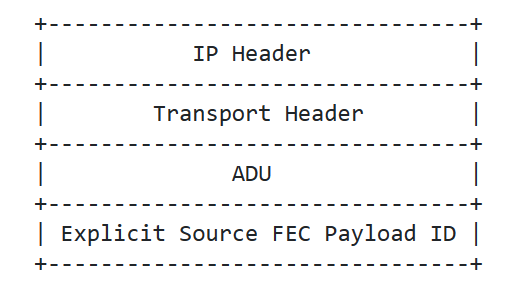 +--------------------------------+
|           IP Header            |
+--------------------------------+
|        Transport Header        |
+--------------------------------+
|              ADU               |
+--------------------------------+
| Explicit Source FEC Payload ID |
+--------------------------------+